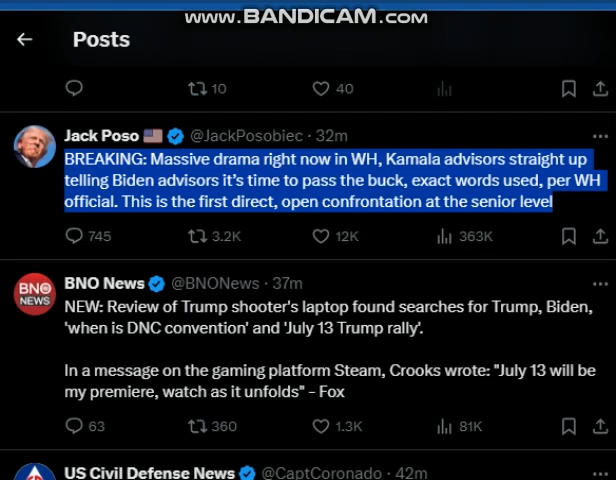 www.BANDICAM.com
Posts
10 40
Jack Poso 🇺🇸 @JackPosobiec · 32m
BREAKING: Massive drama right now in WH, Kamala advisors straight up
telling Biden advisors it's time to pass the buck, exact words used, per WH
official. This is the first direct, open confrontation at the senior level
745 3.2K 12K 363K
BNO NEWS
BNO News @BNONews · 37m
NEW: Review of Trump shooter's laptop found searches for Trump, Biden,
'when is DNC convention' and 'July 13 Trump rally'.
In a message on the gaming platform Steam, Crooks wrote: "July 13 will be
my premiere, watch as it unfolds" - Fox
63 360 1.3K 81K
US Civil Defense News @CaptCoronado · 42m